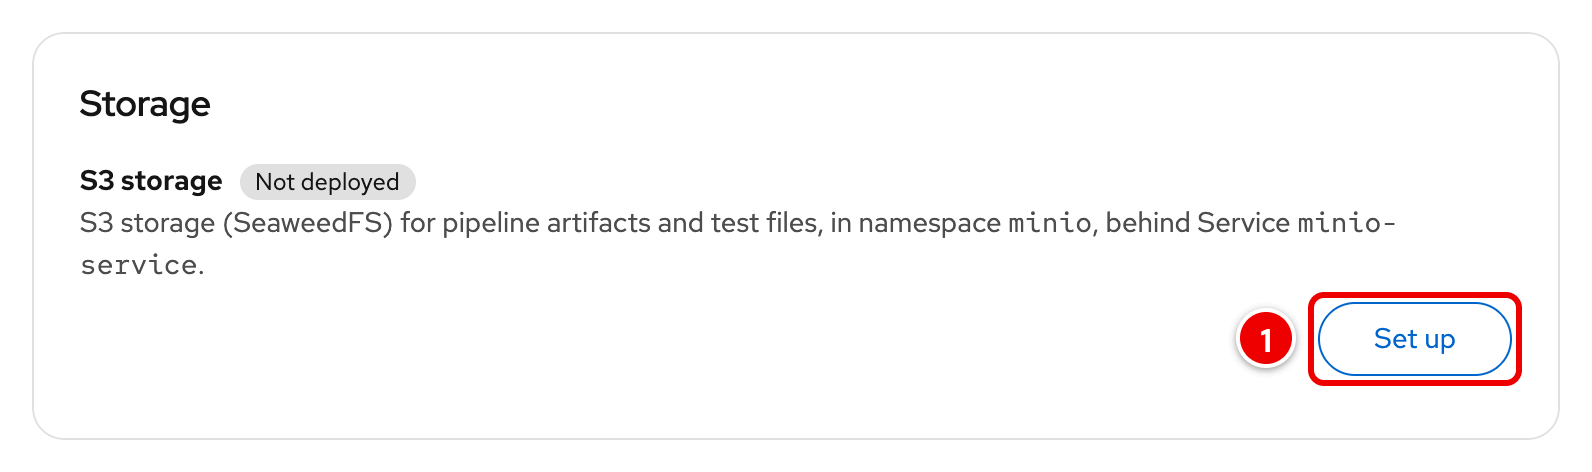 Storage
S3 storage Not deployed
S3 storage (SeaweedFS) for pipeline artifacts and test files, in namespace minio, behind Service minio-
service.
1 Set up